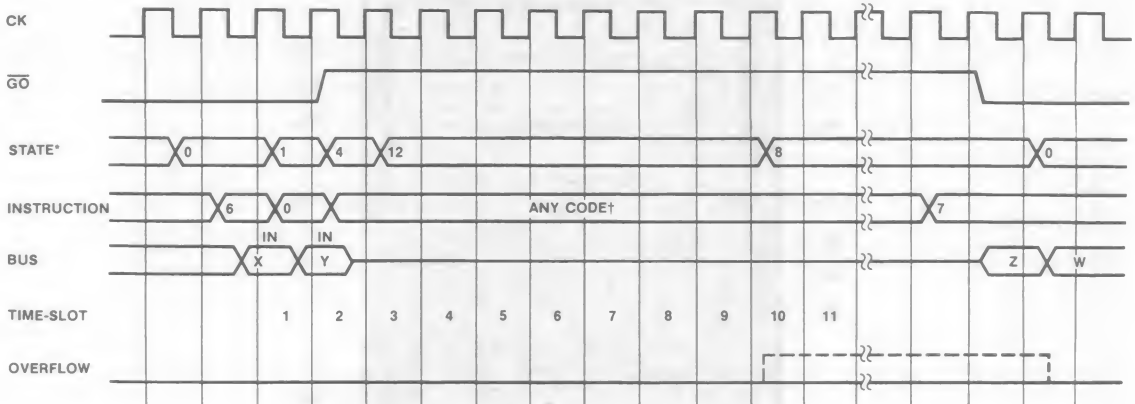 CK
GO
STATE* 0 1 4 12 8 0
INSTRUCTION 6 0 ANY CODE† 7
IN IN
BUS X Y Z W
TIME-SLOT 1 2 3 4 5 6 7 8 9 10 11
OVERFLOW